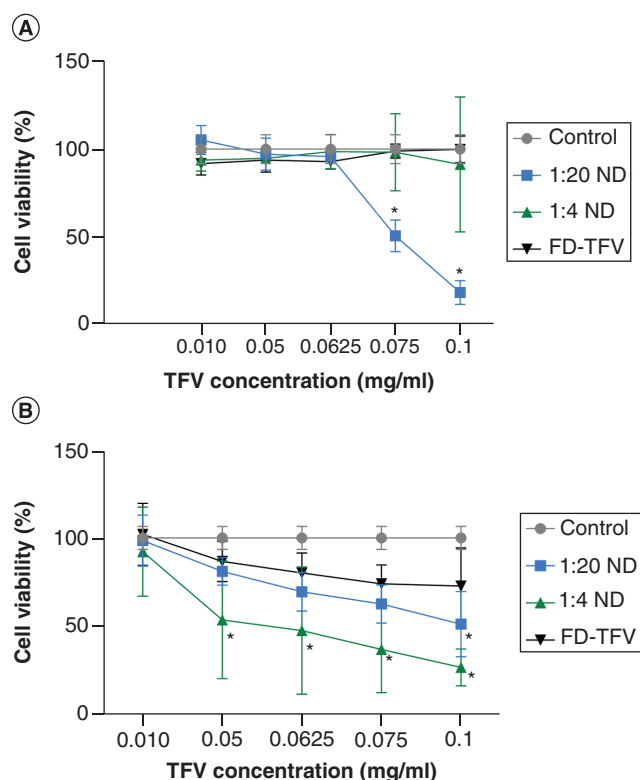 A
150
100
50
0
Cell viability (%)
*
*
0.010 0.05 0.0625 0.075 0.1
TFV concentration (mg/ml)
Control
1:20 ND
1:4 ND
FD-TFV
B
150
100
50
0
Cell viability (%)
*
*
*
*
*
0.010 0.05 0.0625 0.075 0.1
TFV concentration (mg/ml)
Control
1:20 ND
1:4 ND
FD-TFV